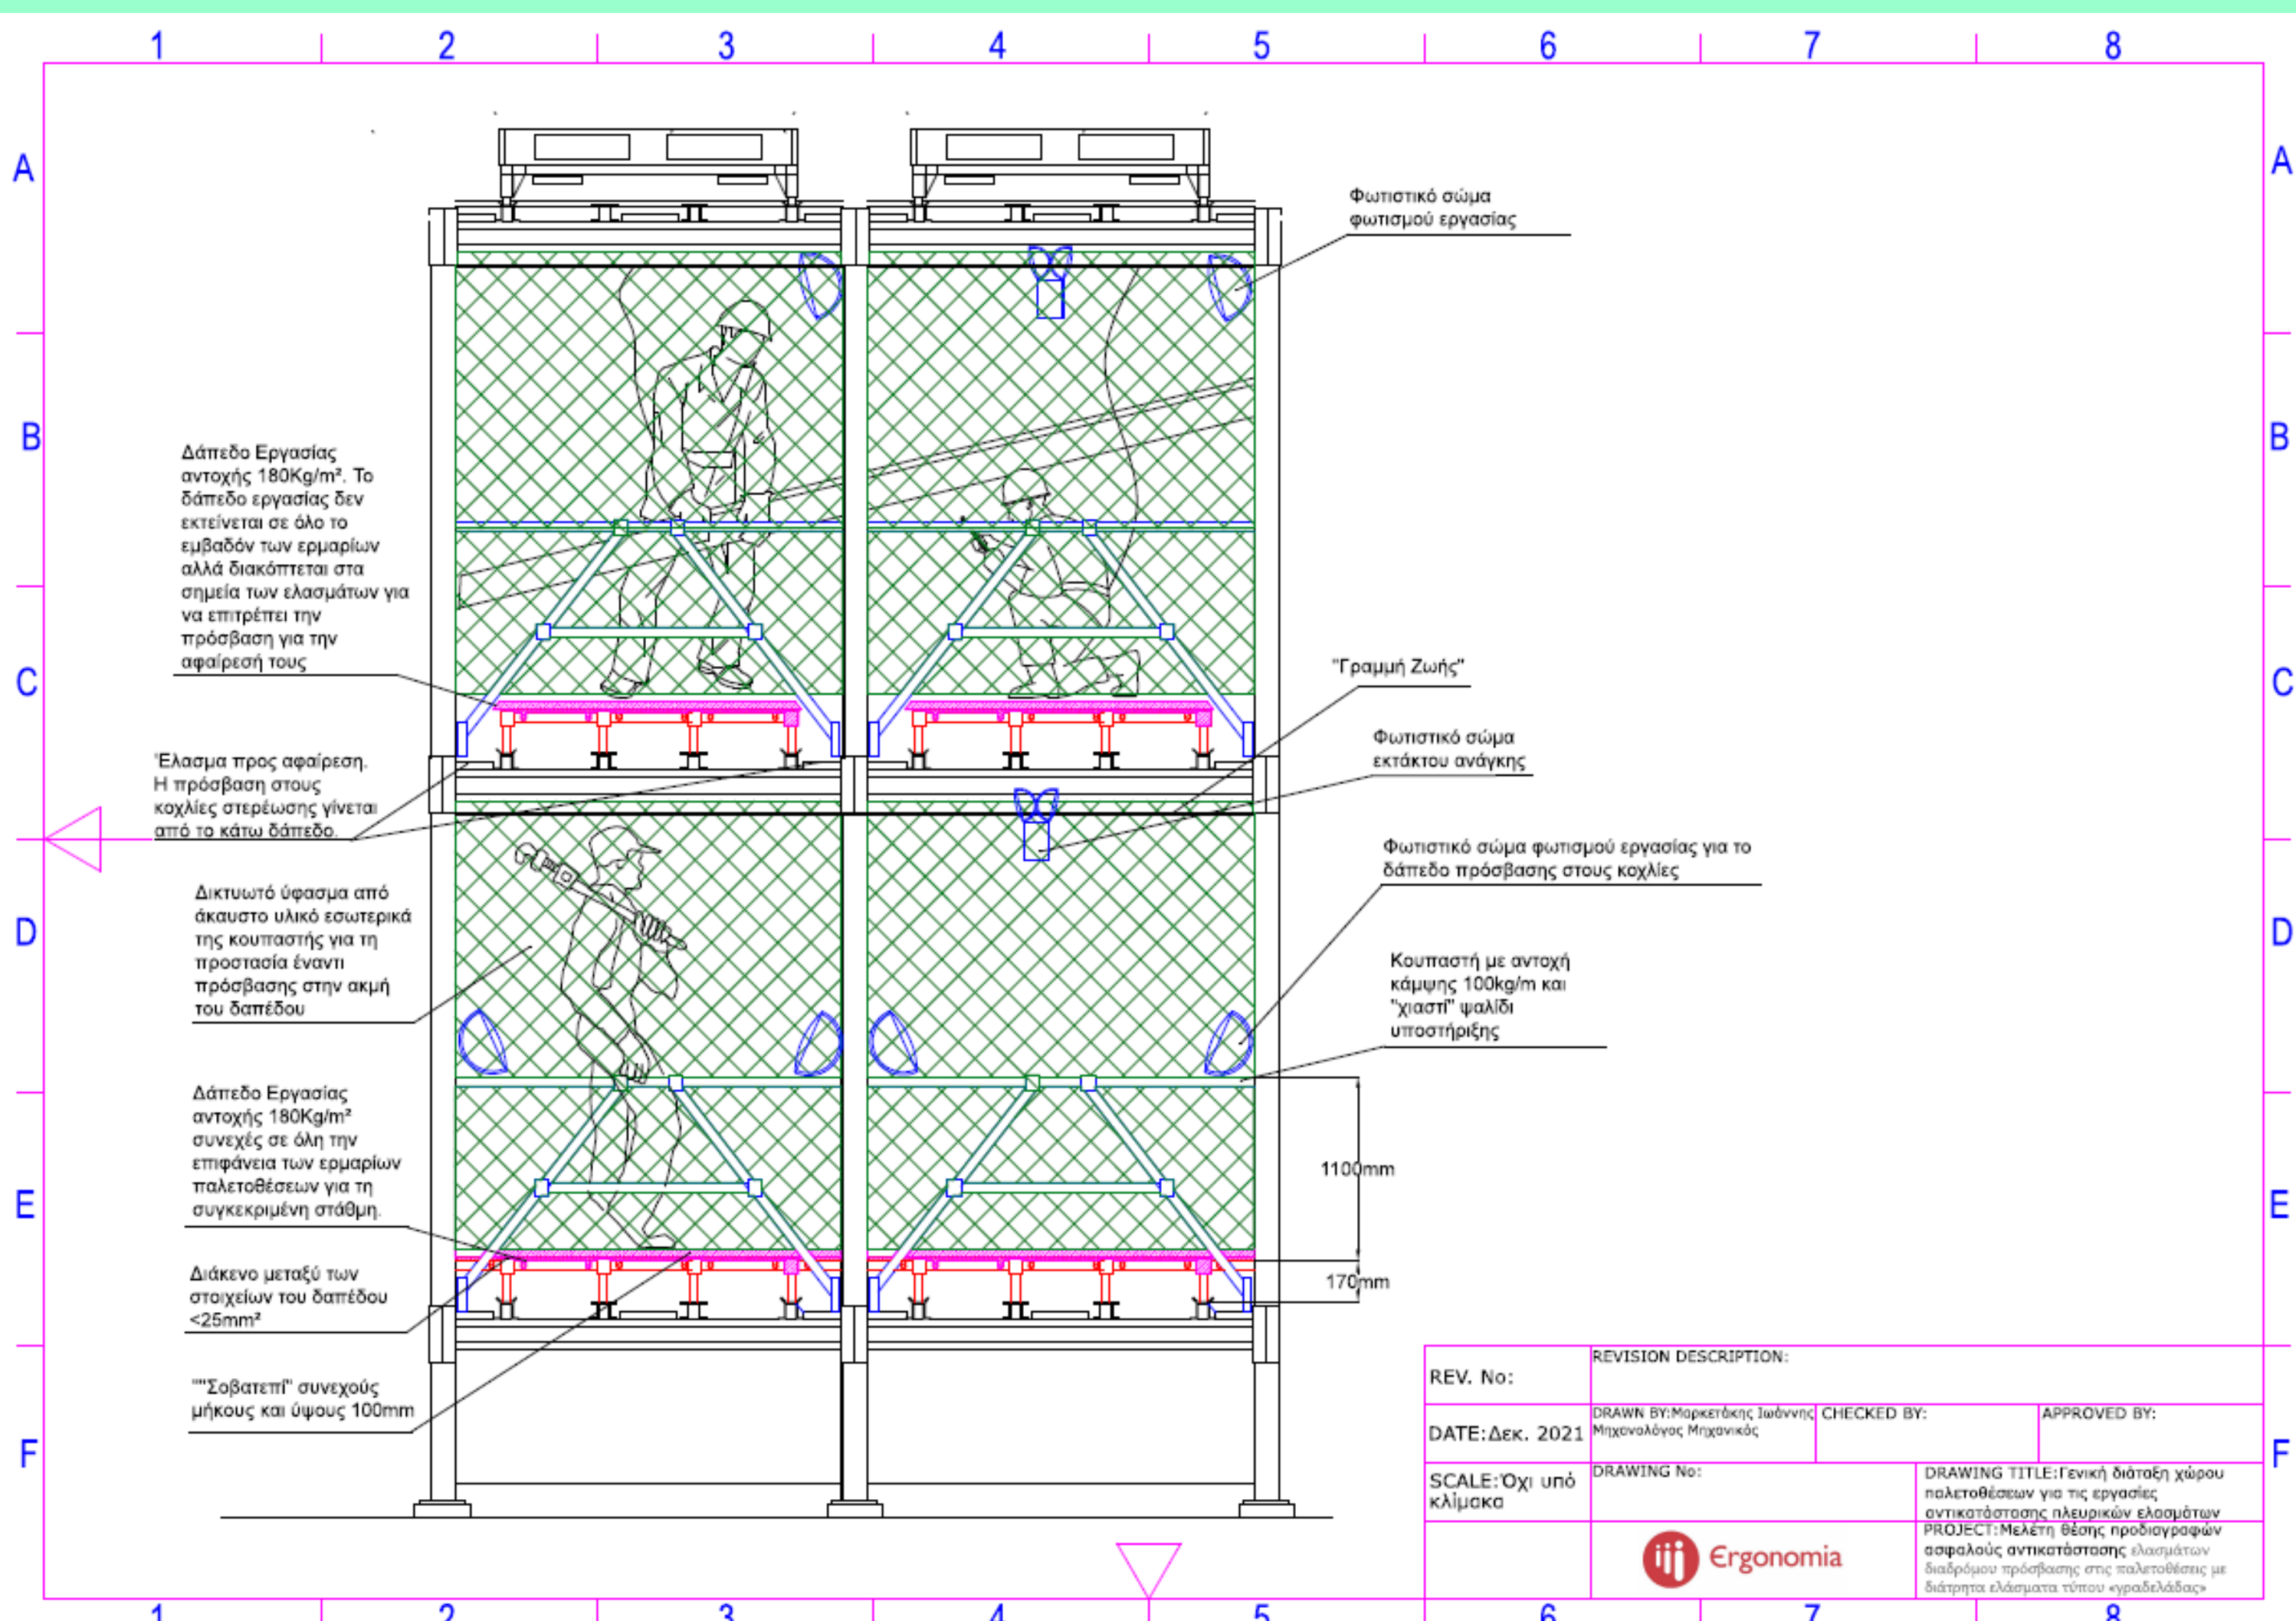 1 2 3 4 5 6 7 8
A
A
Φωτιστικό σώμα
φωτισμού εργασίας
B
B
Δάπεδο Εργασίας
αντοχής 180Kg/m². Το
δάπεδο εργασίας δεν
εκτείνεται σε όλο το
εμβαδόν των ερμαρίων
αλλά διακόπτεται στα
σημεία των ελασμάτων για
να επιτρέπει την
πρόσβαση για την
αφαίρεσή τους
C
C
"Γραμμή Ζωής"
Φωτιστικό σώμα
εκτάκτου ανάγκης
Έλασμα προς αφαίρεση.
Η πρόσβαση στους
κοχλίες στερέωσης γίνεται
από το κάτω δάπεδο.
Φωτιστικό σώμα φωτισμού εργασίας για το
δάπεδο πρόσβασης στους κοχλίες
D
D
Δικτυωτό ύφασμα από
άκαυστο υλικό εσωτερικά
της κουπαστής για τη
προστασία έναντι
πρόσβασης στην ακμή
του δαπέδου
Κουπαστή με αντοχή
κάμψης 100kg/m και
"χιαστί" ψαλίδι
υποστήριξης
Δάπεδο Εργασίας
αντοχής 180Kg/m²
συνεχές σε όλη την
επιφάνεια των ερμαρίων
παλετοθέσεων για τη
συγκεκριμένη στάθμη.
1100mm
E
E
Διάκενο μεταξύ των
στοιχείων του δαπέδου
<25mm²
170mm
""Σοβατεπί" συνεχούς
μήκους και ύψους 100mm
F
F
REV. No:
REVISION DESCRIPTION:
DATE:Δεκ. 2021
DRAWN BY:Μαρκετάκης Ιωάννης
Μηχανολόγος Μηχανικός
CHECKED BY:
APPROVED BY:
SCALE:Όχι υπό
κλίμακα
DRAWING No:
DRAWING TITLE:Γενική διάταξη χώρου
παλετοθέσεων για τις εργασίες
αντικατάστασης πλευρικών ελασμάτων
Ergonomia
PROJECT:Μελέτη θέσης προδιαγραφών
ασφαλούς αντικατάστασης ελασμάτων
διαδρόμου πρόσβασης στις παλετοθέσεις με
διάτρητα ελάσματα τύπου «γραδελάδας»
1 2 3 4 5 6 7 8